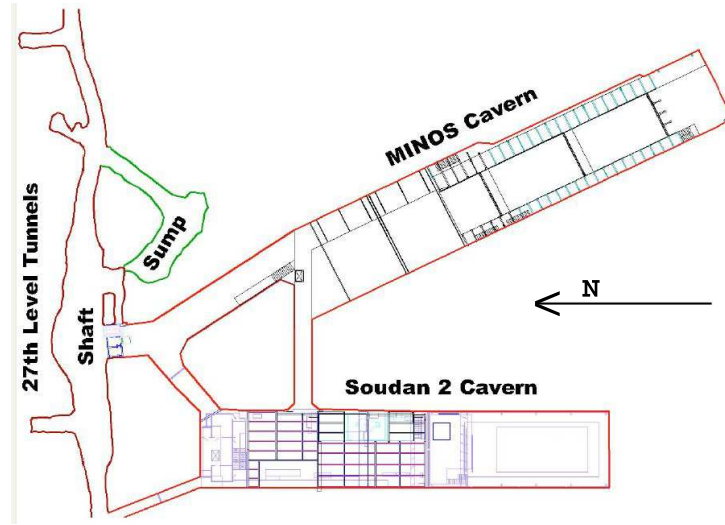 MINOS Cavern
27th Level Tunnels
Sump
Shaft
N
Soudan 2 Cavern